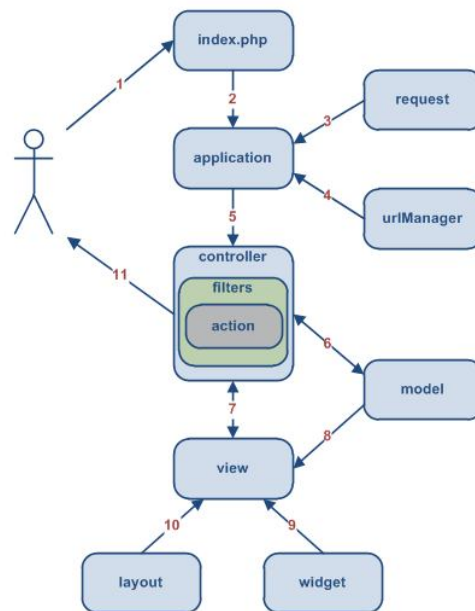 index.php
1
2
request
3
application
4
urlManager
5
controller
filters
action
11
6
model
7
8
view
10
9
layout
widget